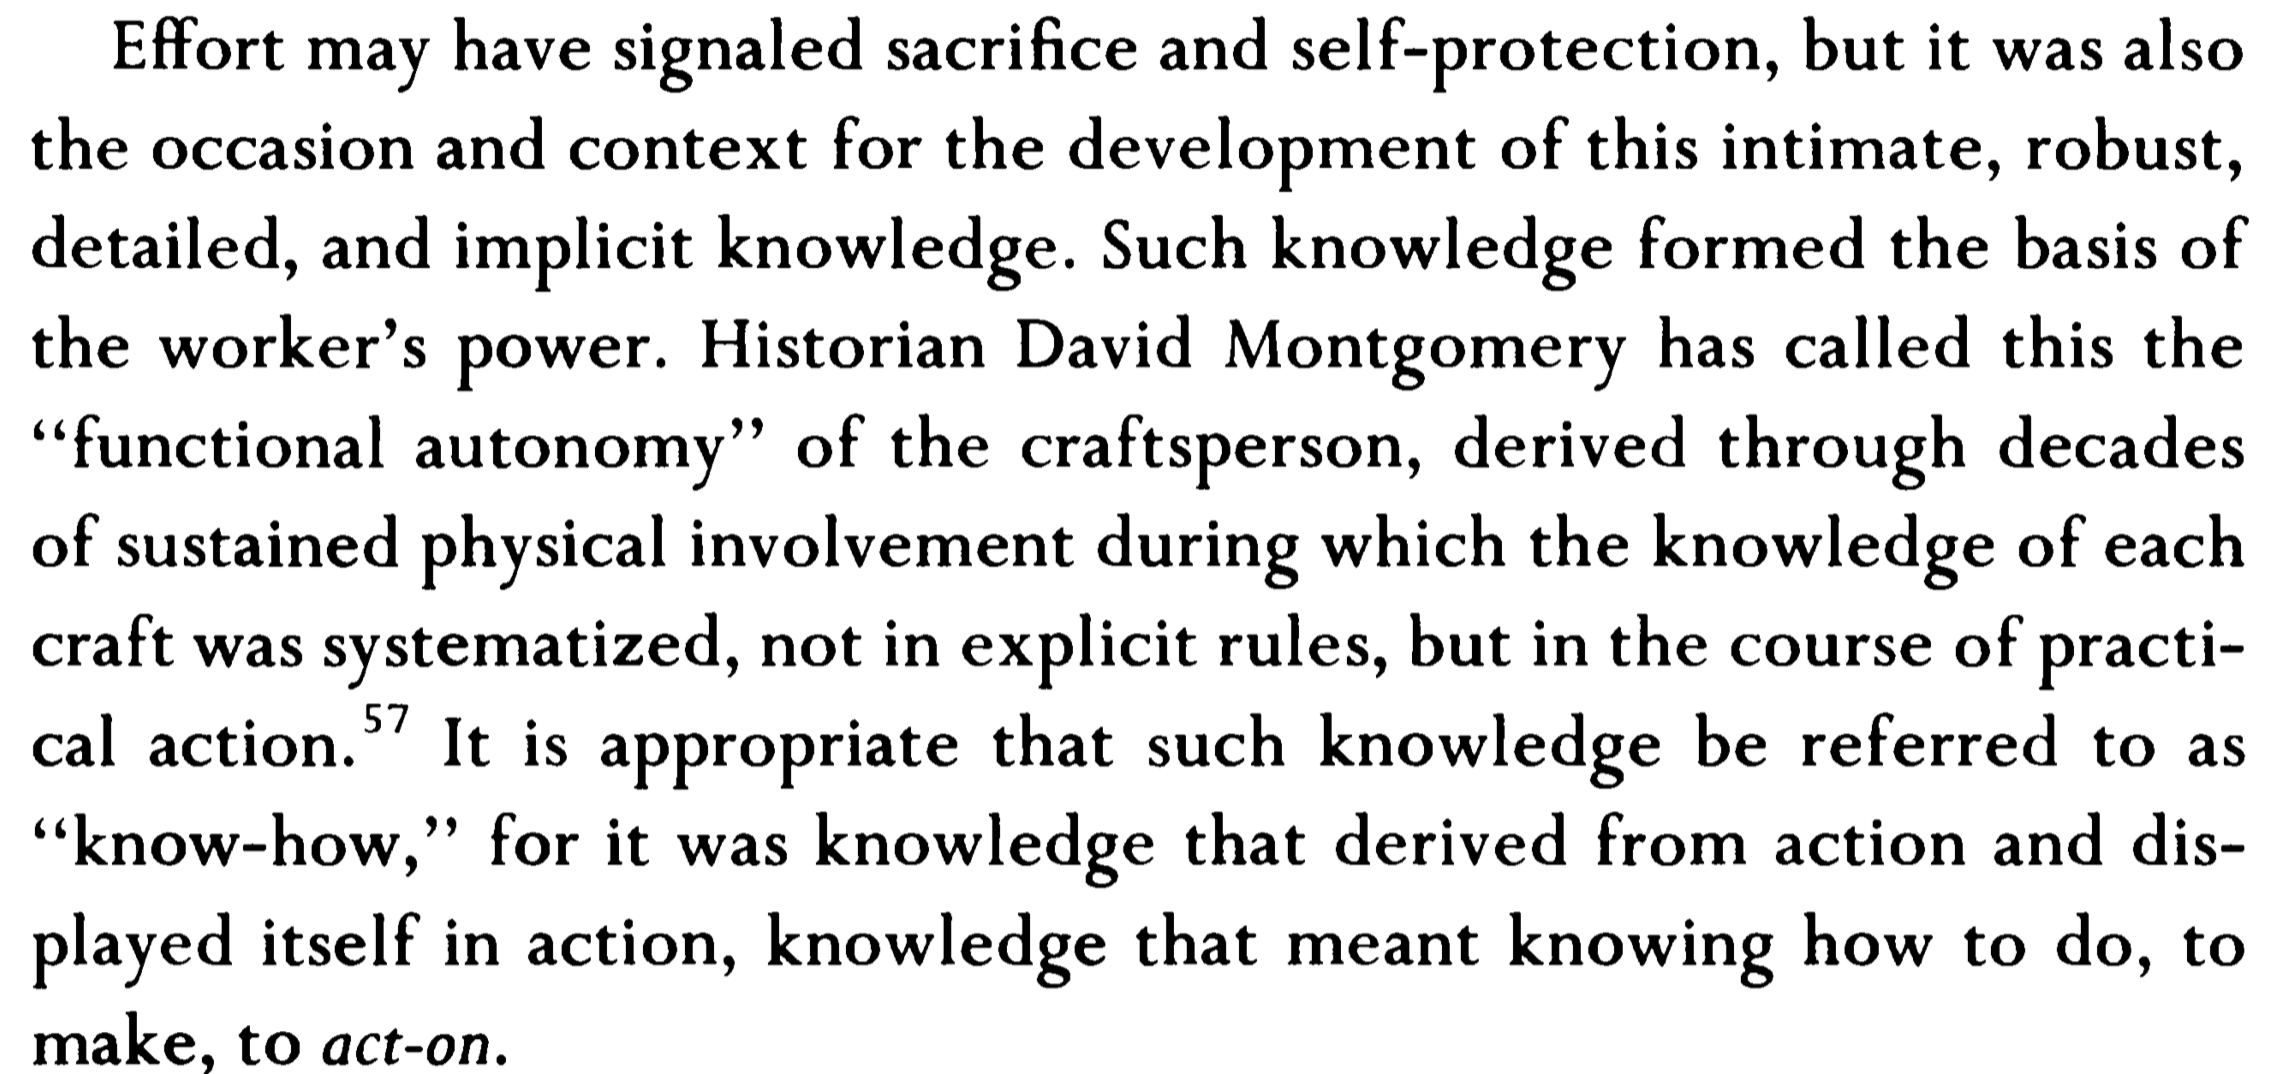 Effort may have signaled sacrifice and self-protection, but it was also
the occasion and context for the development of this intimate, robust,
detailed, and implicit knowledge. Such knowledge formed the basis of
the worker’s power. Historian David Montgomery has called this the
“functional autonomy” of the craftsperson, derived through decades
of sustained physical involvement during which the knowledge of each
craft was systematized, not in explicit rules, but in the course of practi-
cal action.57 It is appropriate that such knowledge be referred to as
“know-how,” for it was knowledge that derived from action and dis-
played itself in action, knowledge that meant knowing how to do, to
make, to act-on.